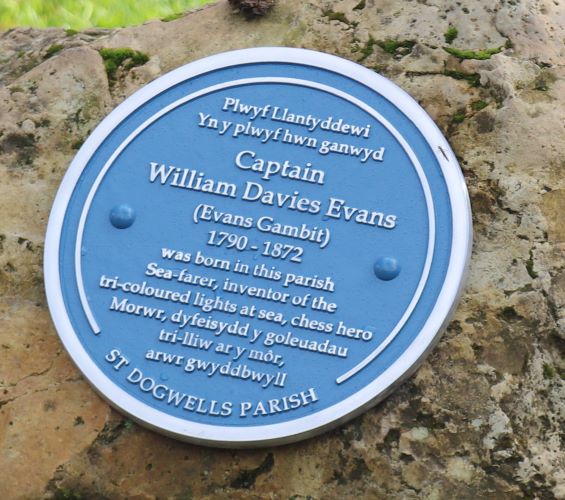 Plwyf Llantyddewi
Yn y plwyf hwn ganwyd
Captain
William Davies Evans
(Evans Gambit)
1790 - 1872
was born in this parish
Sea-farer, inventor of the
tri-coloured lights at sea, chess hero
Morwr, dyfeisydd y goleuadau
tri-lliw ar y môr,
arwr gwyddbwyll
ST DOGWELLS PARISH